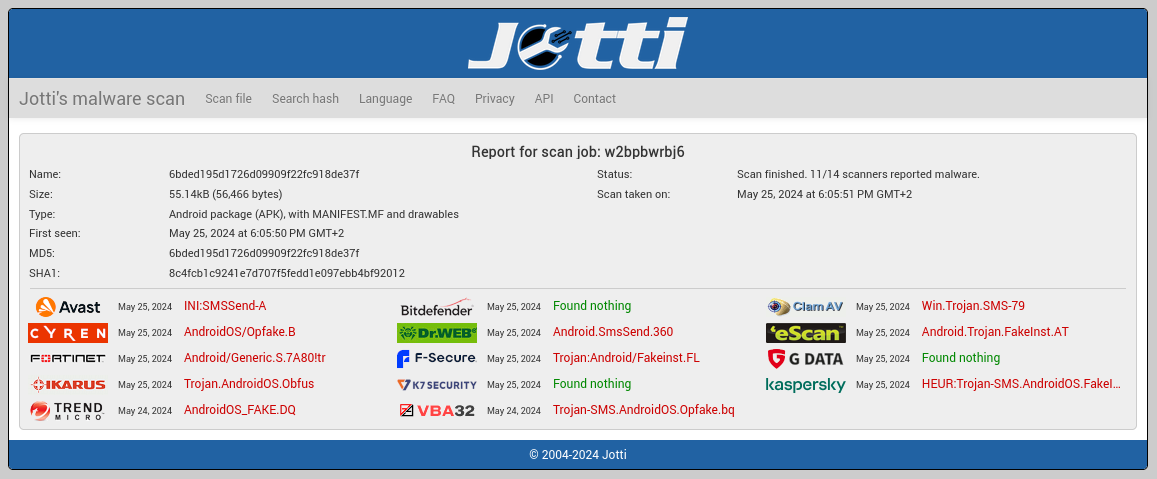 Jotti
Jotti's malware scan Scan file Search hash Language FAQ Privacy API Contact
Report for scan job: w2bpbwrbj6
Name: 6bded195d1726d09909f22fc918de37f Status: Scan finished. 11/14 scanners reported malware.
Size: 55.14kB (56,466 bytes) Scan taken on: May 25, 2024 at 6:05:51 PM GMT+2
Type: Android package (APK), with MANIFEST.MF and drawables
First seen: May 25, 2024 at 6:05:50 PM GMT+2
MD5: 6bded195d1726d09909f22fc918de37f
SHA1: 8c4fcb1c9241e7d707f5fedd1e097ebb4bf92012
Avast May 25, 2024 INI:SMSSend-A Bitdefender May 25, 2024 Found nothing Clam AV May 25, 2024 Win.Trojan.SMS-79
CYREN May 25, 2024 AndroidOS/Opfake.B Dr.WEB May 25, 2024 Android.SmsSend.360 eScan May 25, 2024 Android.Trojan.FakeInst.AT
FORTINET May 25, 2024 Android/Generic.S.7A80!tr F-Secure May 25, 2024 Trojan:Android/Fakeinst.FL G DATA May 25, 2024 Found nothing
IKARUS May 25, 2024 Trojan.AndroidOS.Obfus K7 SECURITY May 25, 2024 Found nothing kaspersky May 25, 2024 HEUR:Trojan-SMS.AndroidOS.FakeI...
TREND MICRO May 24, 2024 AndroidOS_FAKE.DQ VBA32 May 24, 2024 Trojan-SMS.AndroidOS.Opfake.bq
© 2004-2024 Jotti